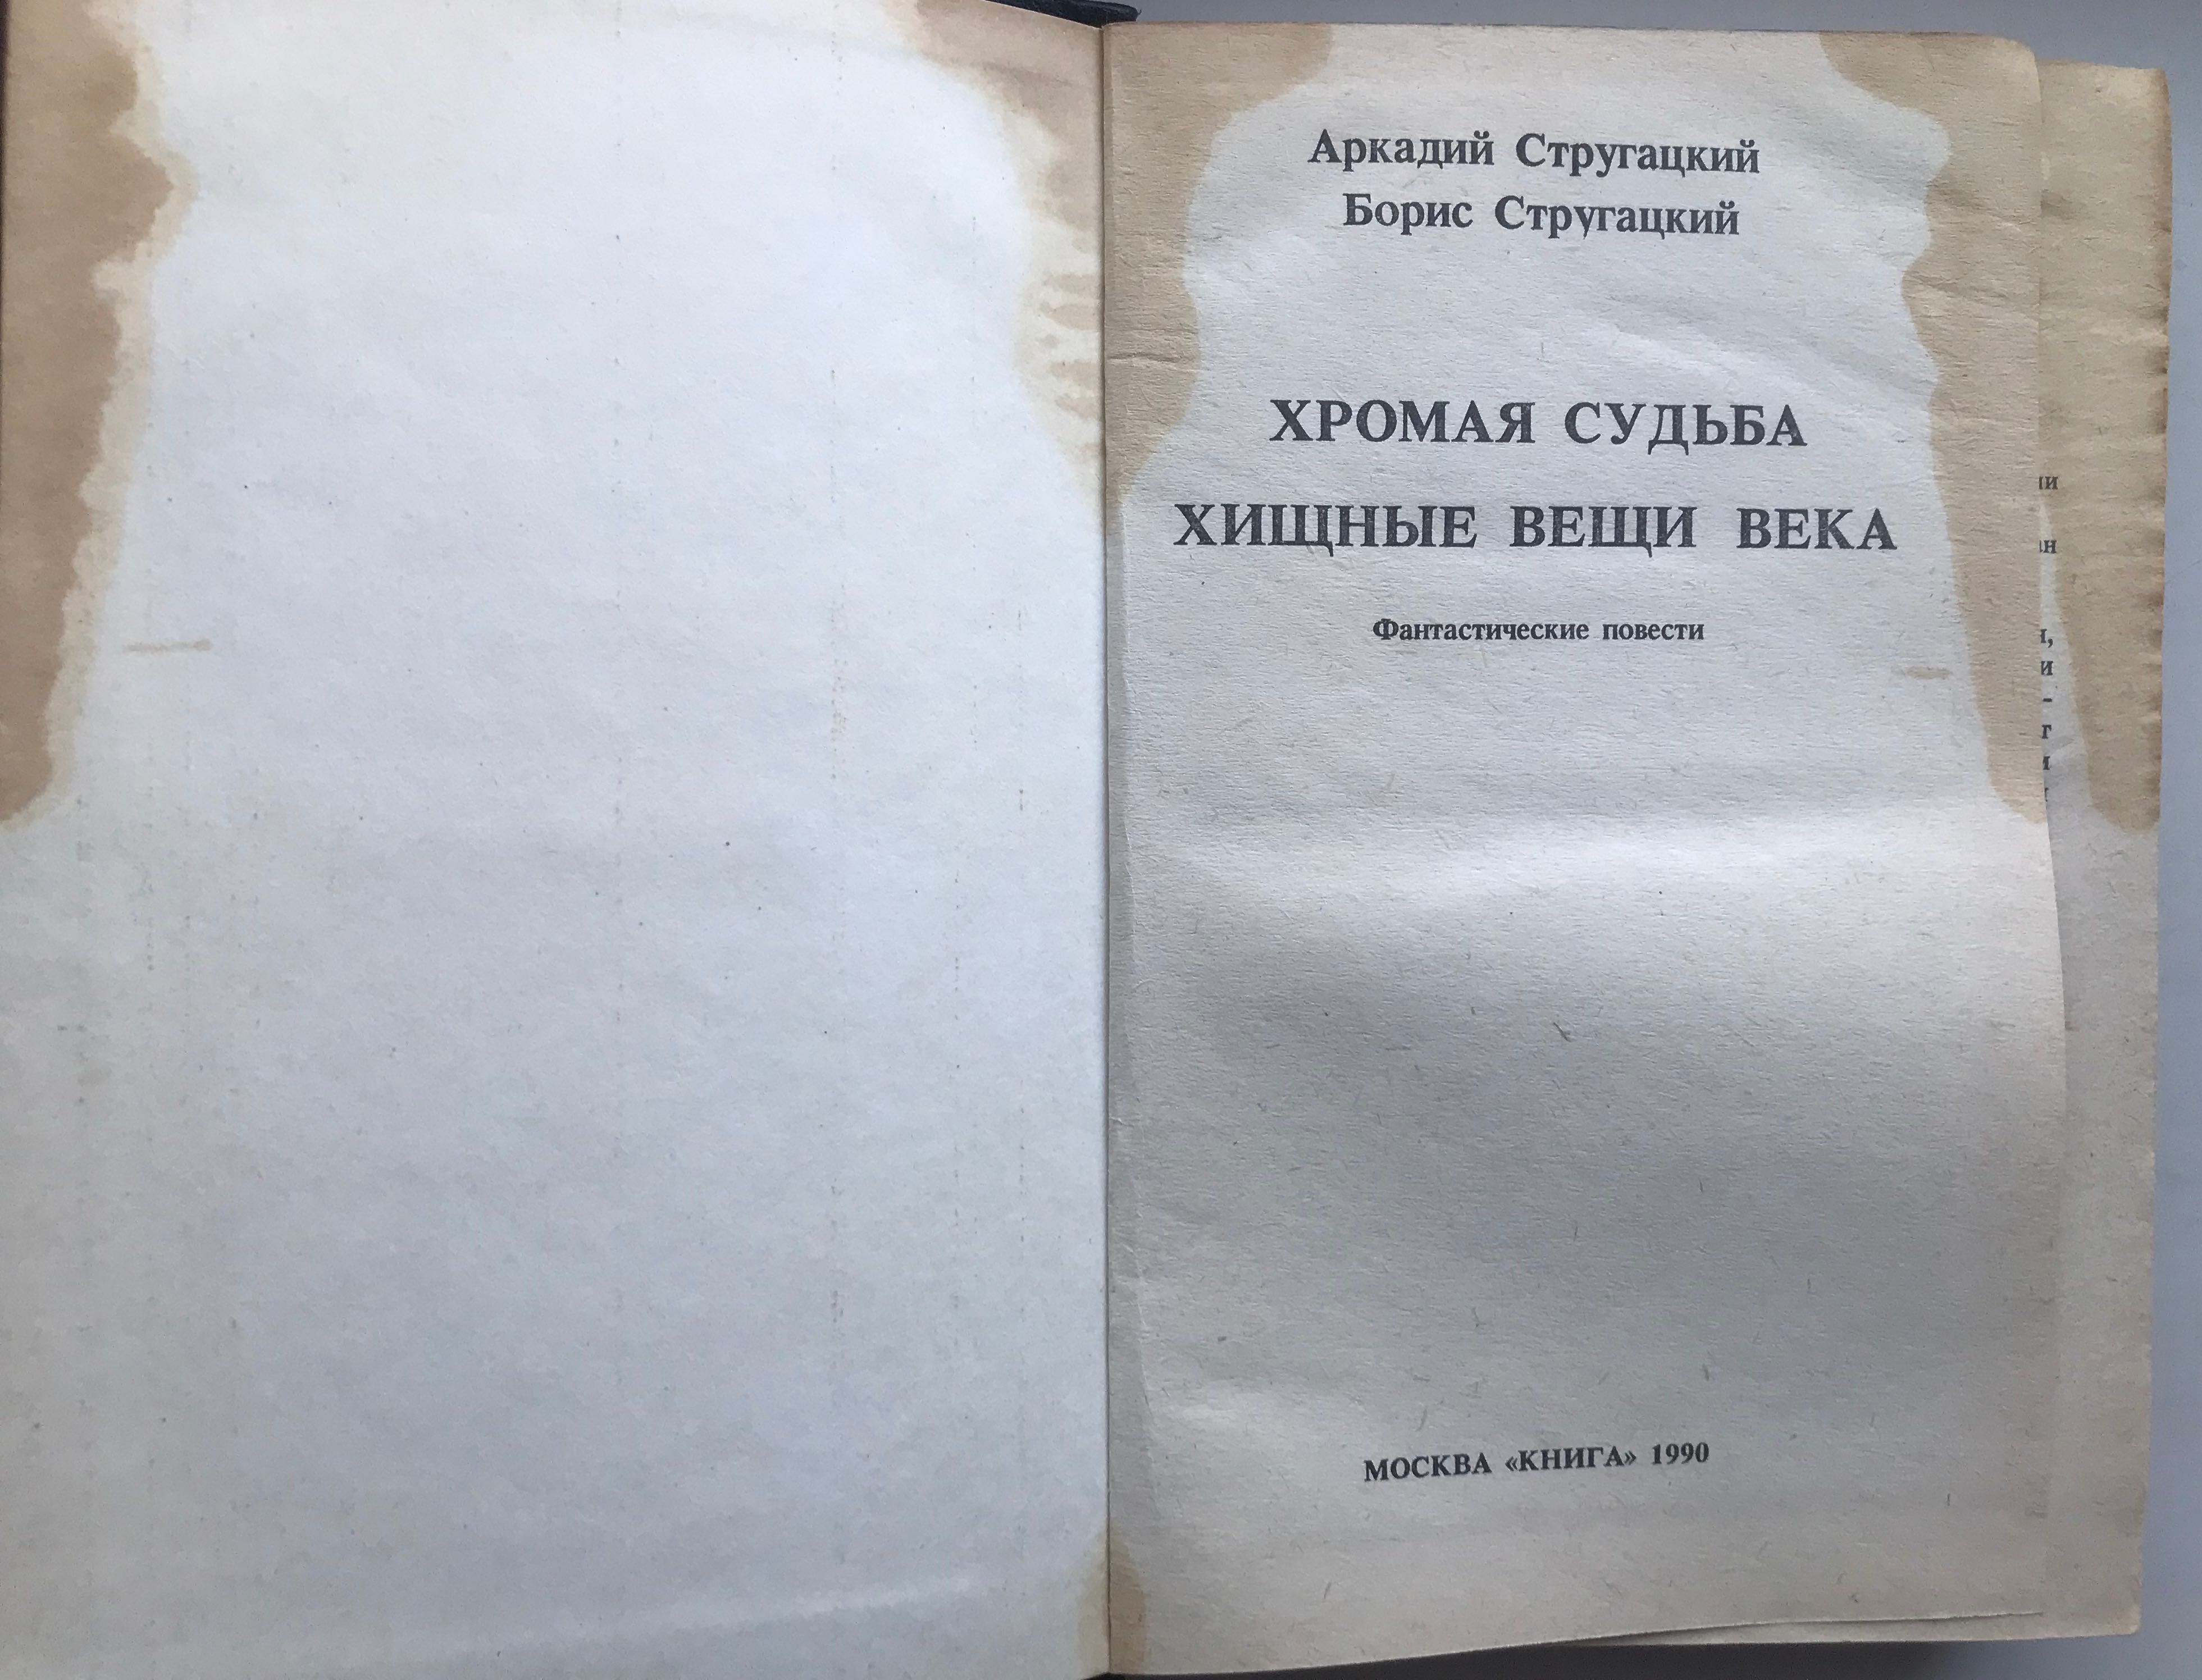 Аркадий Стругацкий
Борис Стругацкий
ХРОМАЯ СУДЬБА
ХИЩНЫЕ ВЕЩИ ВЕКА
Фантастические повести
МОСКВА «КНИГА» 1990